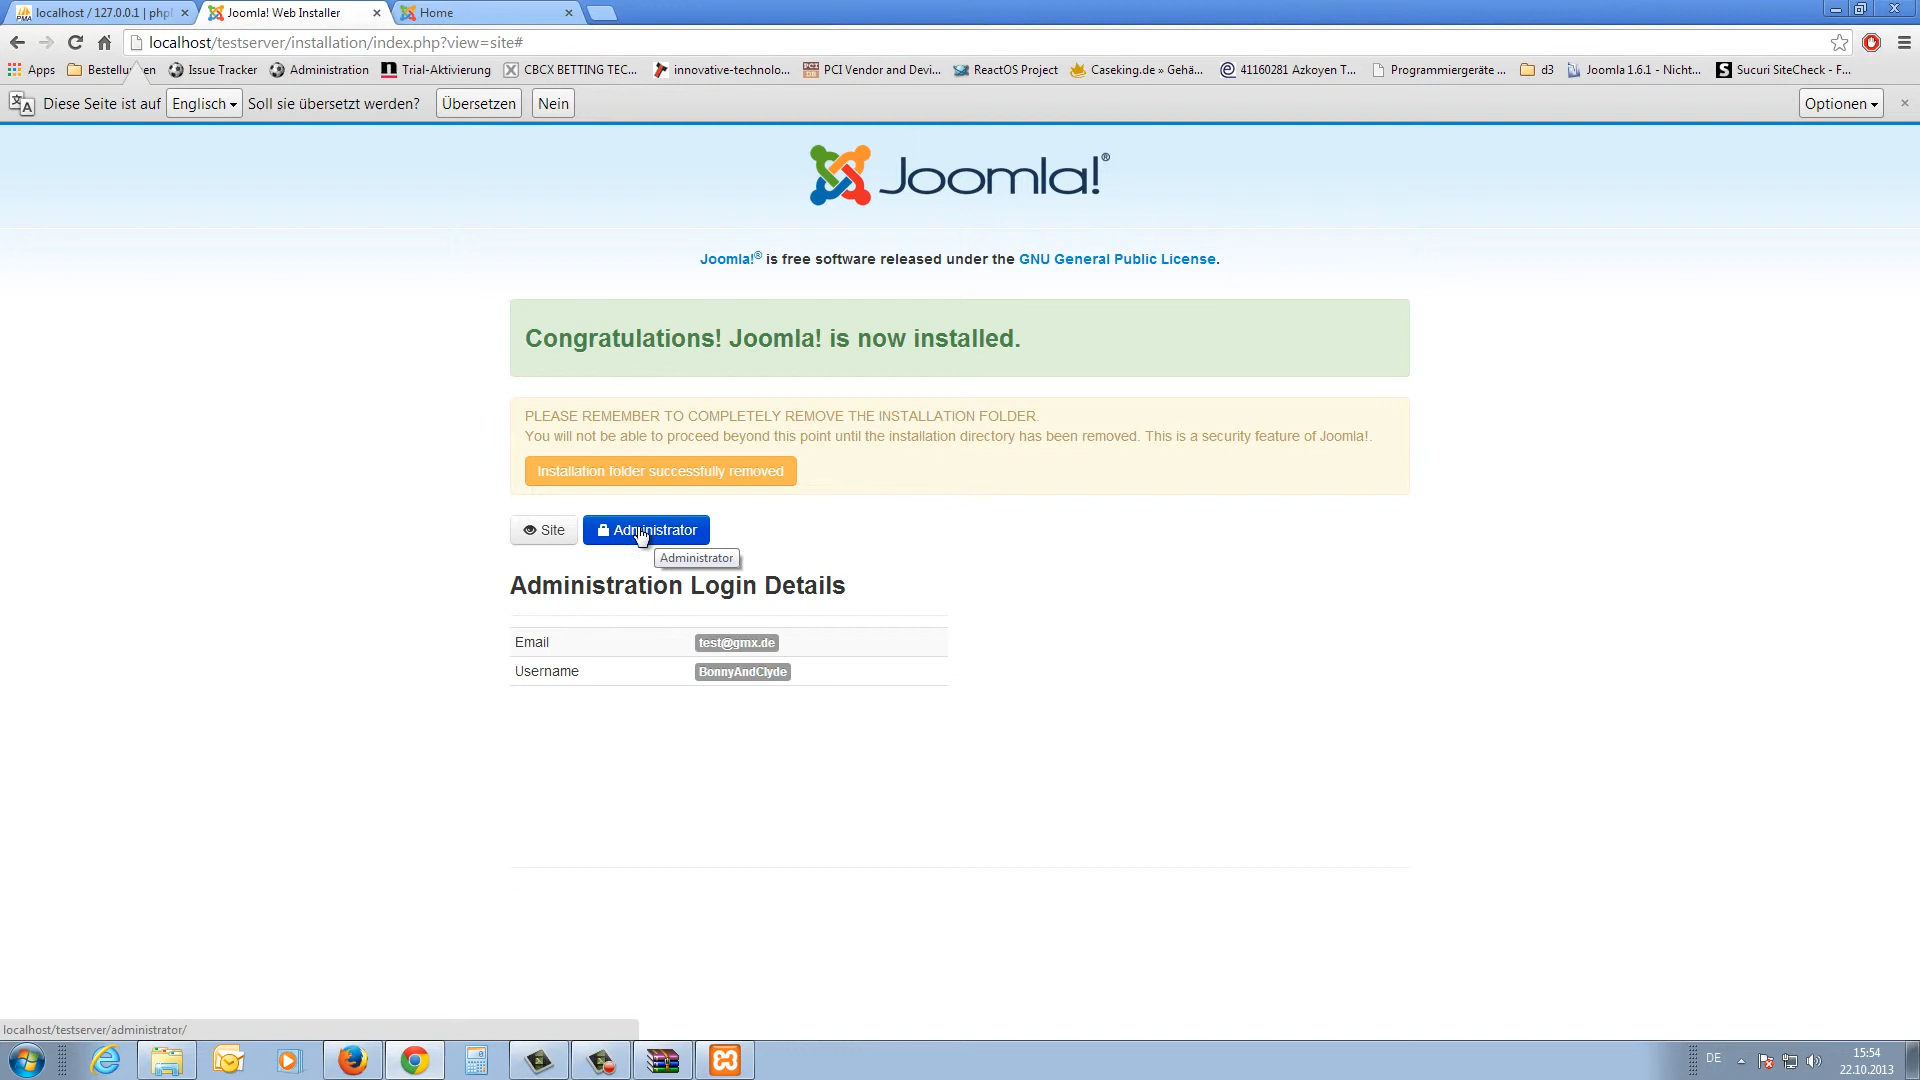 localhost / 127.0.0.1 | phpl
Joomla! Web Installer
Home
localhost/testserver/installation/index.php?view=site#
Apps
Issue Tracker
Administration
Trial-Aktivierung
CBCX BETTING TEC...
innovative-technolo...
PCI Vendor and Devi...
ReactOS Project
Caseking.de » Gehä...
41160281 Azkoyen T...
Programmiergeräte ...
d3
Joomla 1.6.1 - Nicht...
Sucuri SiteCheck - F...
Diese Seite ist auf Englisch Soll sie übersetzt werden? Übersetzen Nein
Optionen
Joomla!®
Joomla!® is free software released under the GNU General Public License.
Congratulations! Joomla! is now installed.
PLEASE REMEMBER TO COMPLETELY REMOVE THE INSTALLATION FOLDER.
You will not be able to proceed beyond this point until the installation directory has been removed. This is a security feature of Joomla!.
Installation folder successfully removed
Site
Administrator
Administrator
Administration Login Details
Email test@gmx.de
Username BonnyAndClyde
localhost/testserver/administrator/
DE
15:54
22.10.2013